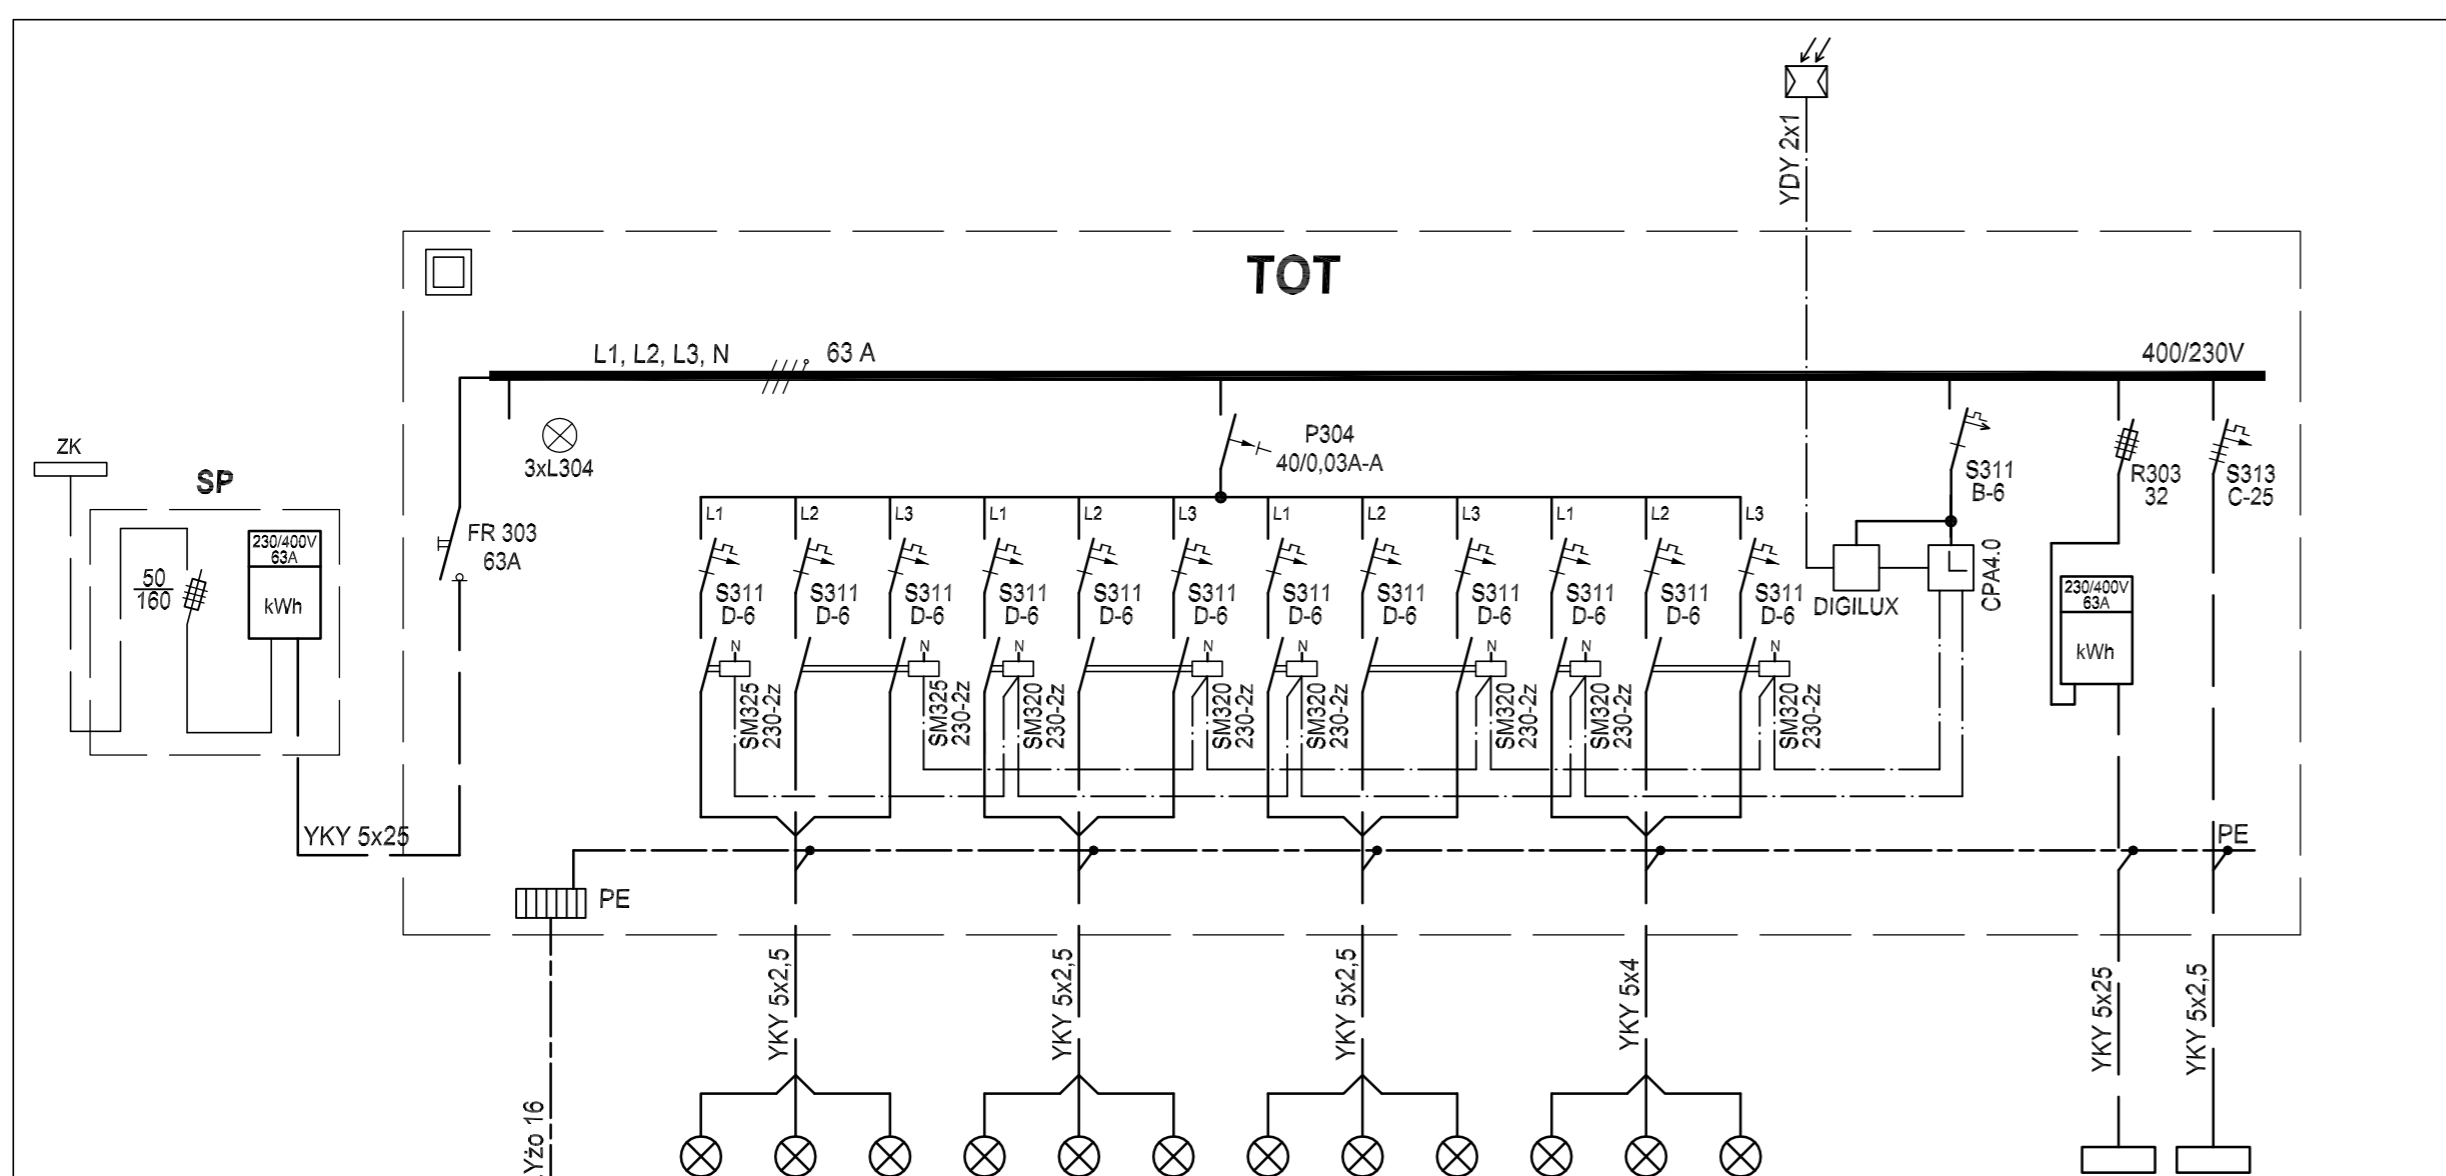 YDY 2x1
TOT
L1, L2, L3, N
63 A
400/230V
ZK
SP
3xL304
P304
40/0,03A-A
S311
B-6
R303
32
S313
C-25
FR 303
63A
230/400V
63A
kWh
50
160
L1
L2
L3
L1
L2
L3
L1
L2
L3
L1
L2
L3
S311
D-6
S311
D-6
S311
D-6
S311
D-6
S311
D-6
S311
D-6
S311
D-6
S311
D-6
S311
D-6
S311
D-6
S311
D-6
S311
D-6
DIGILUX
CPA4.0
230/400V
63A
kWh
N
N
N
N
N
N
N
N
SM325
230-2z
SM325
230-2z
SM320
230-2z
SM320
230-2z
SM320
230-2z
SM320
230-2z
SM320
230-2z
SM320
230-2z
YKY 5x25
PE
PE
YKY 5x2,5
YKY 5x2,5
YKY 5x2,5
YKY 5x4
YKY 5x25
YKY 5x2,5
Yżo 16